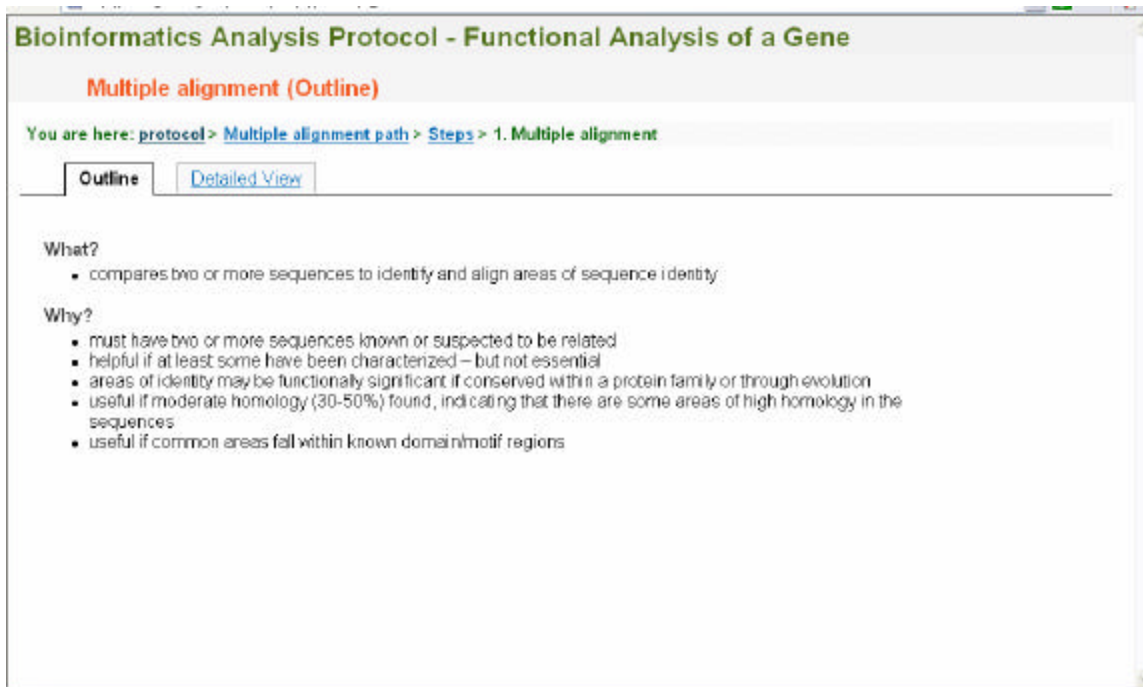 Bioinformatics Analysis Protocol - Functional Analysis of a Gene
Multiple alignment (Outline)
You are here: protocol > Multiple alignment path > Steps > 1. Multiple alignment
Outline
Detailed View
What?
• compares two or more sequences to identify and align areas of sequence identity
Why?
• must have two or more sequences known or suspected to be related
• helpful if at least some have been characterized – but not essential
• areas of identity may be functionally significant if conserved within a protein family or through evolution
• useful if moderate homology (30-50%) found, indicating that there are some areas of high homology in the
sequences
• useful if common areas fall within known domain/motif regions